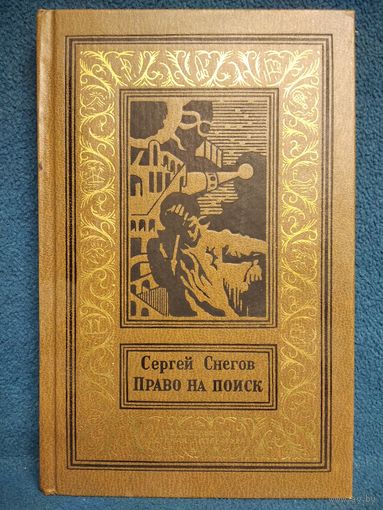 Сергей Снегов
Право на поиск